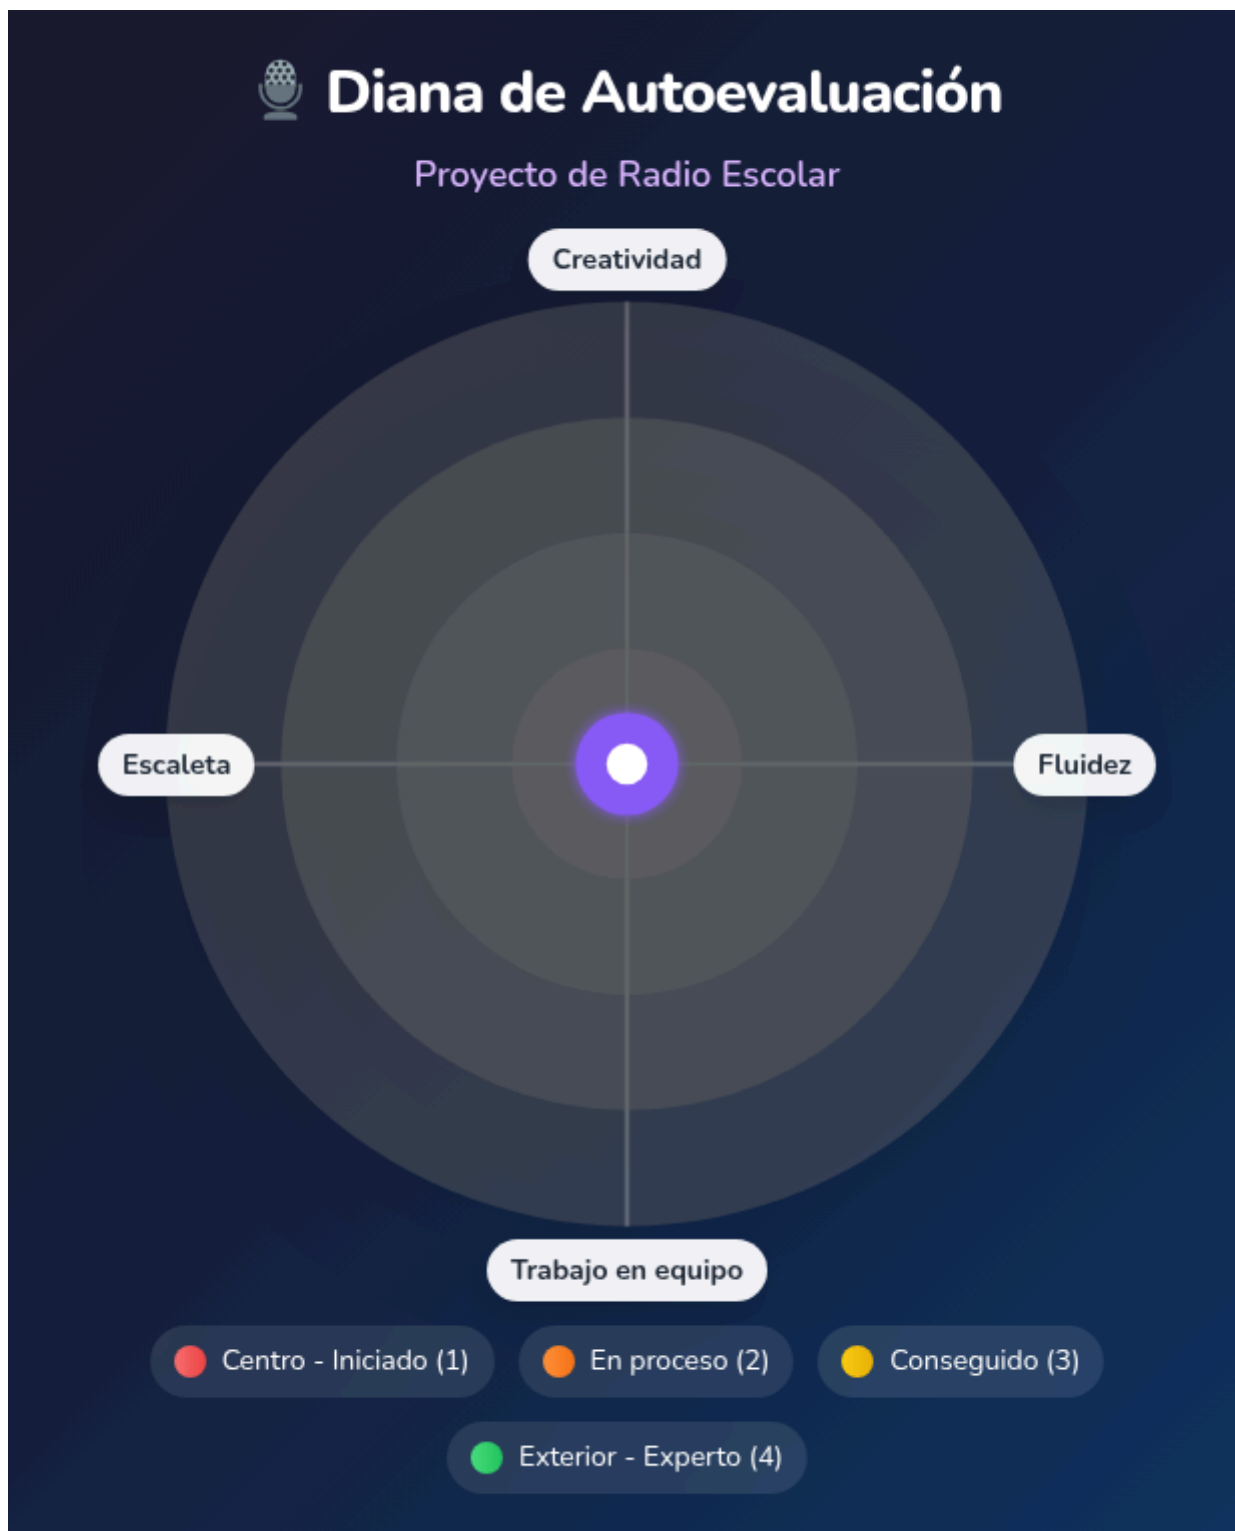 Diana de Autoevaluación
Proyecto de Radio Escolar
Creatividad
Escaleta
Fluidez
Trabajo en equipo
Centro - Iniciado (1)
En proceso (2)
Conseguido (3)
Exterior - Experto (4)